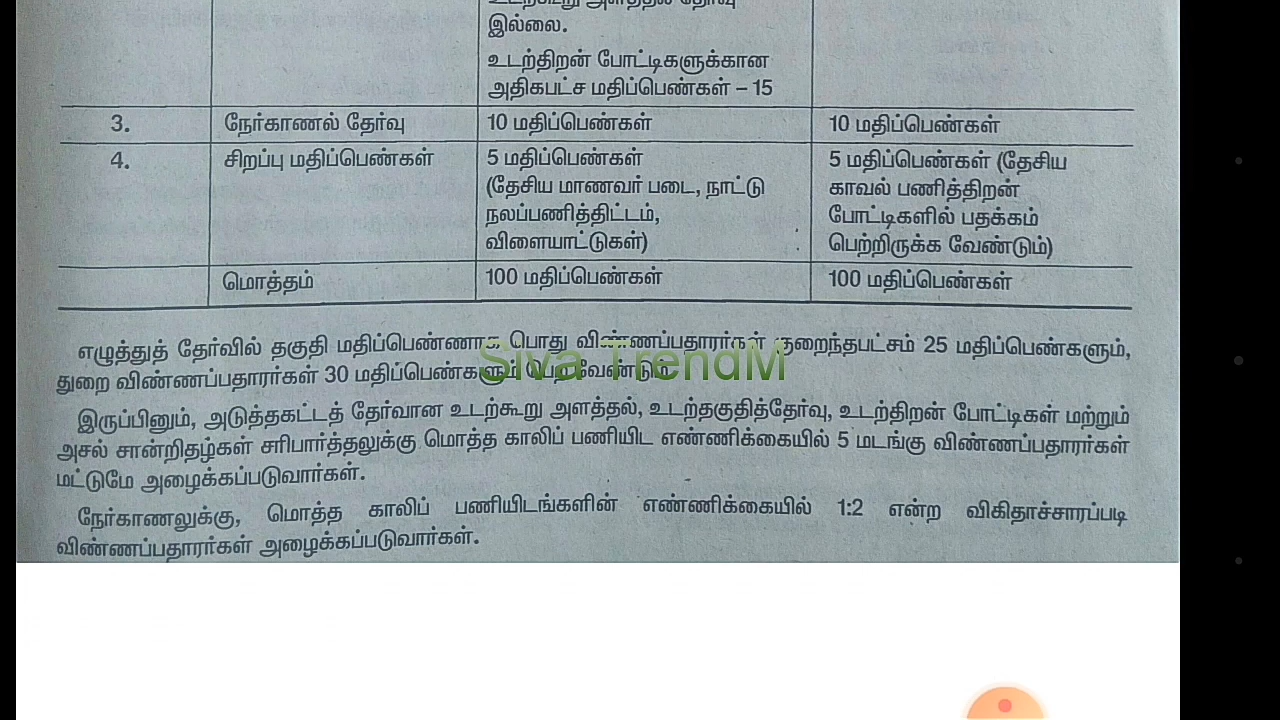 இல்லை.
உடற்திறன் போட்டிகளுக்கான
அதிகபட்ச மதிப்பெண்கள் – 15
3. நேர்காணல் தேர்வு 10 மதிப்பெண்கள் 10 மதிப்பெண்கள்
4. சிறப்பு மதிப்பெண்கள் 5 மதிப்பெண்கள் 5 மதிப்பெண்கள் (தேசிய
(தேசிய மாணவர் படை, நாட்டு காவல் பணித்திறன்
நலப்பணித்திட்டம், போட்டிகளில் பதக்கம்
விளையாட்டுகள்) பெற்றிருக்க வேண்டும்)
மொத்தம் 100 மதிப்பெண்கள் 100 மதிப்பெண்கள்
எழுத்துத் தேர்வில் தகுதி மதிப்பெண்ணாக பொது விண்ணப்பதாரர்கள் குறைந்தபட்சம் 25 மதிப்பெண்களும்,
துறை விண்ணப்பதாரர்கள் 30 மதிப்பெண்களும் பெற வேண்டும்.
Siva TrendM
இருப்பினும், அடுத்தகட்டத் தேர்வான உடற்கூறு அளத்தல், உடற்தகுதித்தேர்வு, உடற்திறன் போட்டிகள் மற்றும்
அசல் சான்றிதழ்கள் சரிபார்த்தலுக்கு மொத்த காலிப் பணியிட எண்ணிக்கையில் 5 மடங்கு விண்ணப்பதாரர்கள்
மட்டுமே அழைக்கப்படுவார்கள்.
நேர்காணலுக்கு, மொத்த காலிப் பணியிடங்களின் எண்ணிக்கையில் 1:2 என்ற விகிதாச்சாரப்படி
விண்ணப்பதாரர்கள் அழைக்கப்படுவார்கள்.